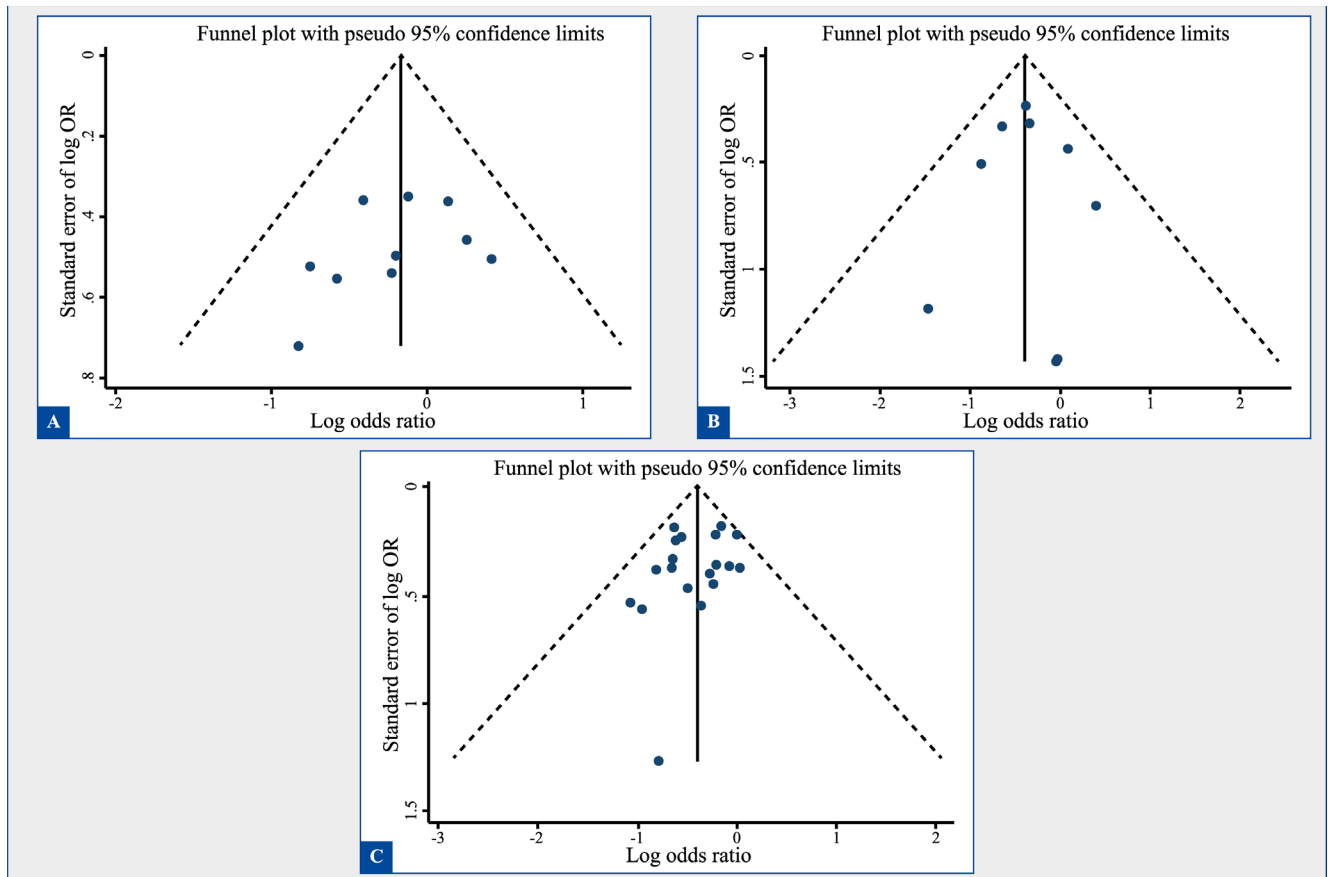 Funnel plot with pseudo 95% confidence limits
Standard error of log OR
0
.2
.4
.6
.8
-2
-1
0
1
Log odds ratio
A
Funnel plot with pseudo 95% confidence limits
Standard error of log OR
0
.5
1
1.5
-3
-2
-1
0
1
2
Log odds ratio
B
Funnel plot with pseudo 95% confidence limits
Standard error of log OR
0
.5
1
1.5
-3
-2
-1
0
1
2
Log odds ratio
C